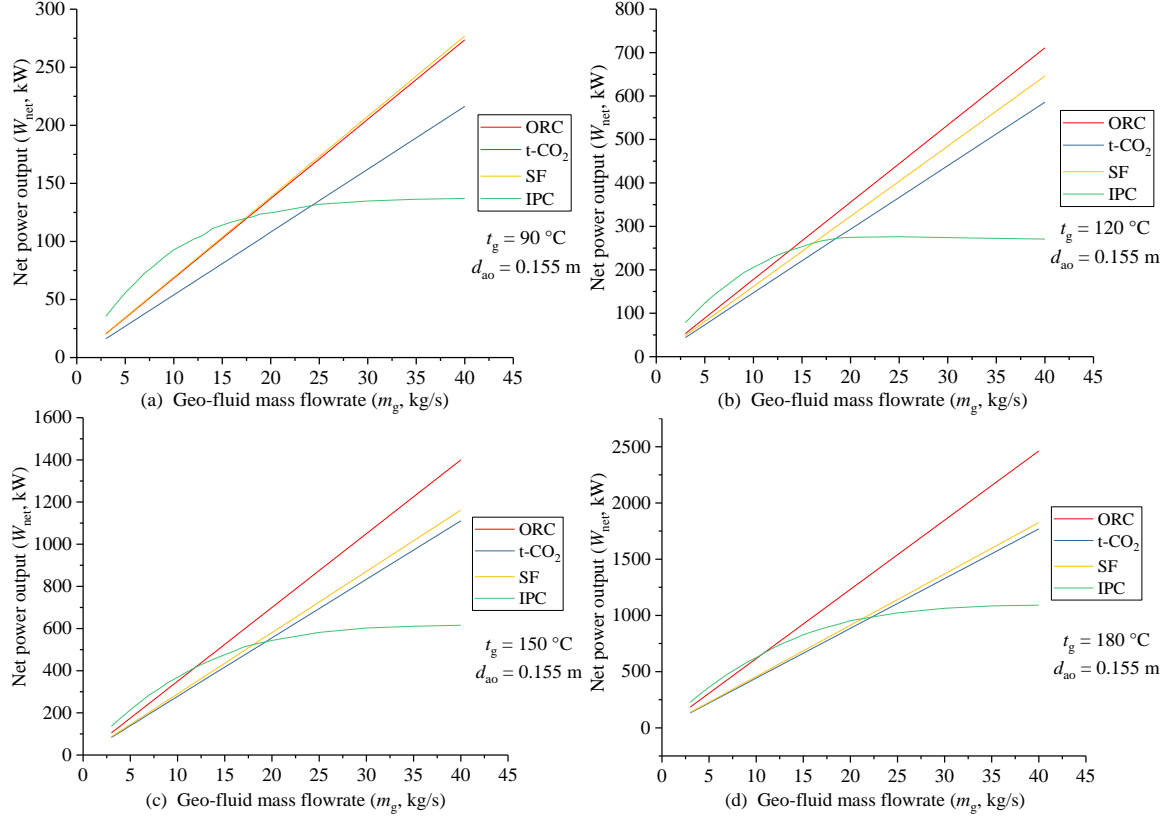 300
250
200
150
100
50
0
0 5 10 15 20 25 30 35 40 45
Net power output (Wnet, kW)
(a) Geo-fluid mass flowrate (mg, kg/s)
ORC
t-CO₂
SF
IPC
tg = 90 °C
dao = 0.155 m
800
700
600
500
400
300
200
100
0
0 5 10 15 20 25 30 35 40 45
Net power output (Wnet, kW)
(b) Geo-fluid mass flowrate (mg, kg/s)
ORC
t-CO₂
SF
IPC
tg = 120 °C
dao = 0.155 m
1600
1400
1200
1000
800
600
400
200
0
0 5 10 15 20 25 30 35 40 45
Net power output (Wnet, kW)
(c) Geo-fluid mass flowrate (mg, kg/s)
ORC
t-CO₂
SF
IPC
tg = 150 °C
dao = 0.155 m
2500
2000
1500
1000
500
0
0 5 10 15 20 25 30 35 40 45
Net power output (Wnet, kW)
(d) Geo-fluid mass flowrate (mg, kg/s)
ORC
t-CO₂
SF
IPC
tg = 180 °C
dao = 0.155 m